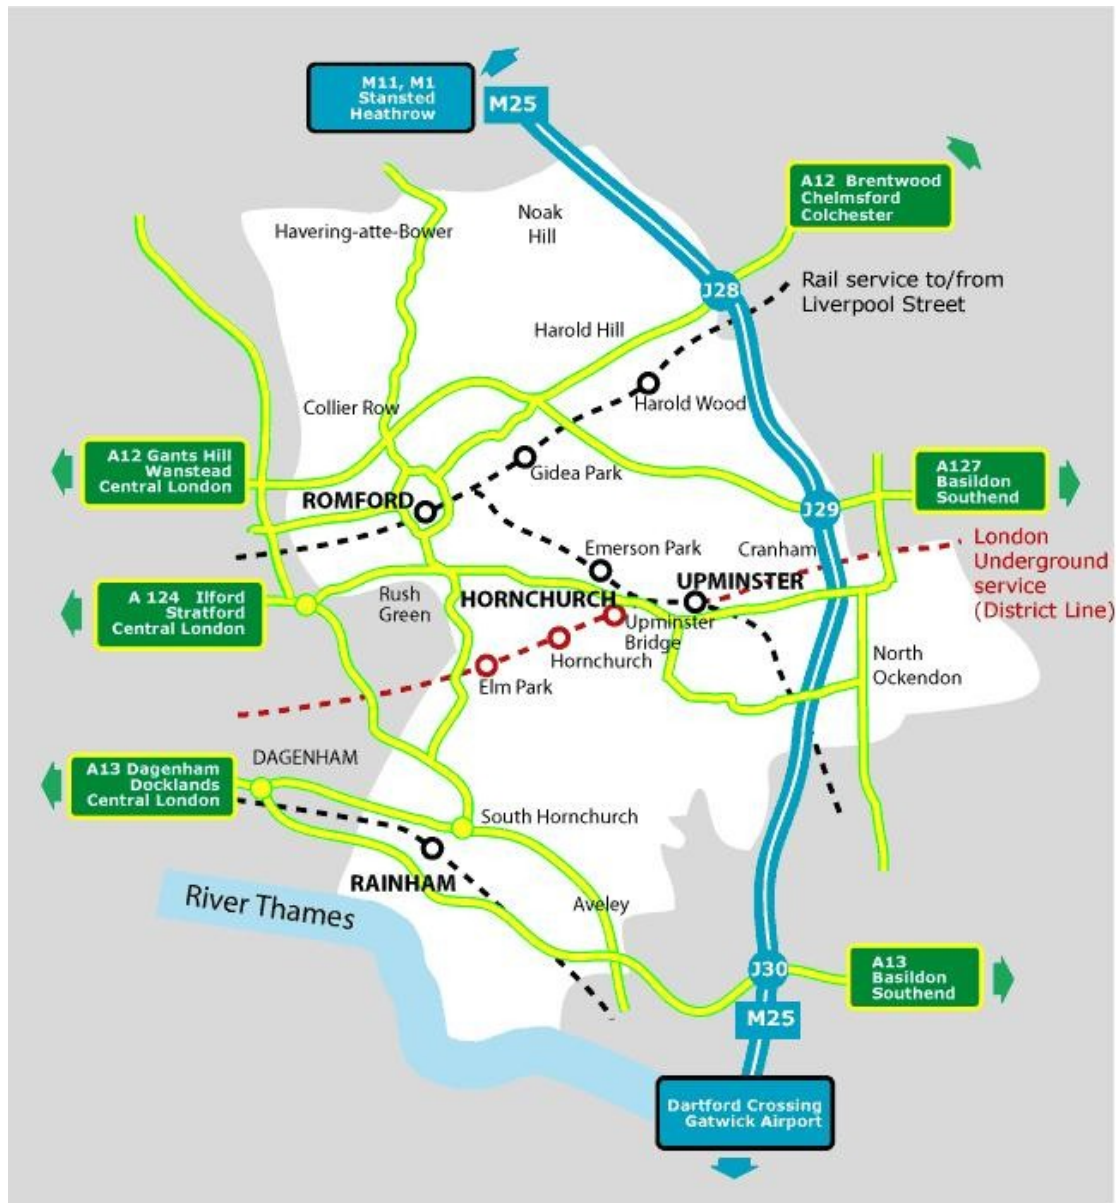 M11, M1
Stansted
Heathrow
M25
A12 Brentwood
Chelmsford
Colchester
Noak
Hill
Havering-atte-Bower
J28
Rail service to/from
Liverpool Street
Harold Hill
Collier Row
Harold Wood
A12 Gants Hill
Wanstead
Central London
Gidea Park
A127
Basildon
Southend
ROMFORD
J29
London
Underground
service
(District Line)
Emerson Park
Cranham
UPMINSTER
A 124 Ilford
Stratford
Central London
Rush
Green
HORNCHURCH
Upminster
Bridge
Hornchurch
North
Ockendon
Elm Park
DAGENHAM
A13 Dagenham
Docklands
Central London
South Hornchurch
RAINHAM
River Thames
Aveley
J30
A13
Basildon
Southend
M25
Dartford Crossing
Gatwick Airport